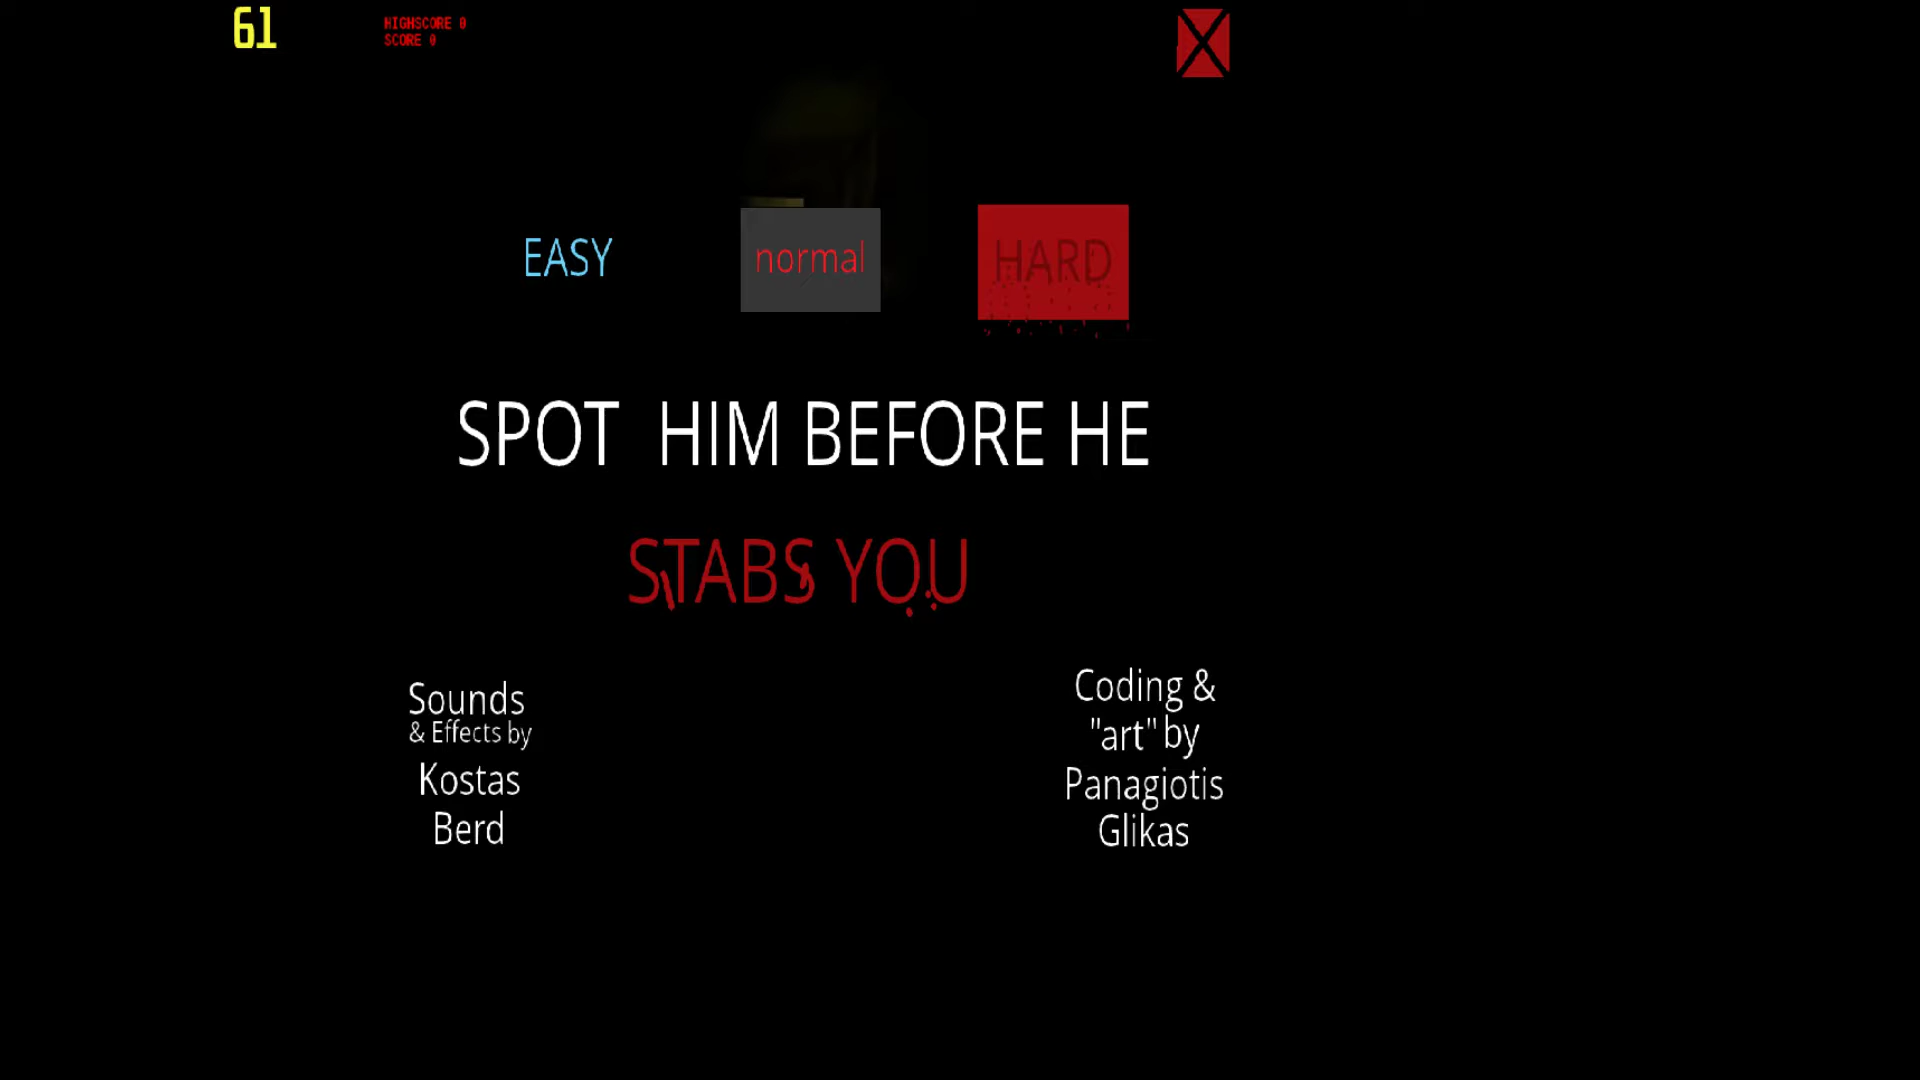 61
HIGHSCORE 0
SCORE 0
X
EASY
normal
HARD
SPOT HIM BEFORE HE
STABS YOU
Sounds
& Effects by
Kostas
Berd
Coding &
"art" by
Panagiotis
Glikas